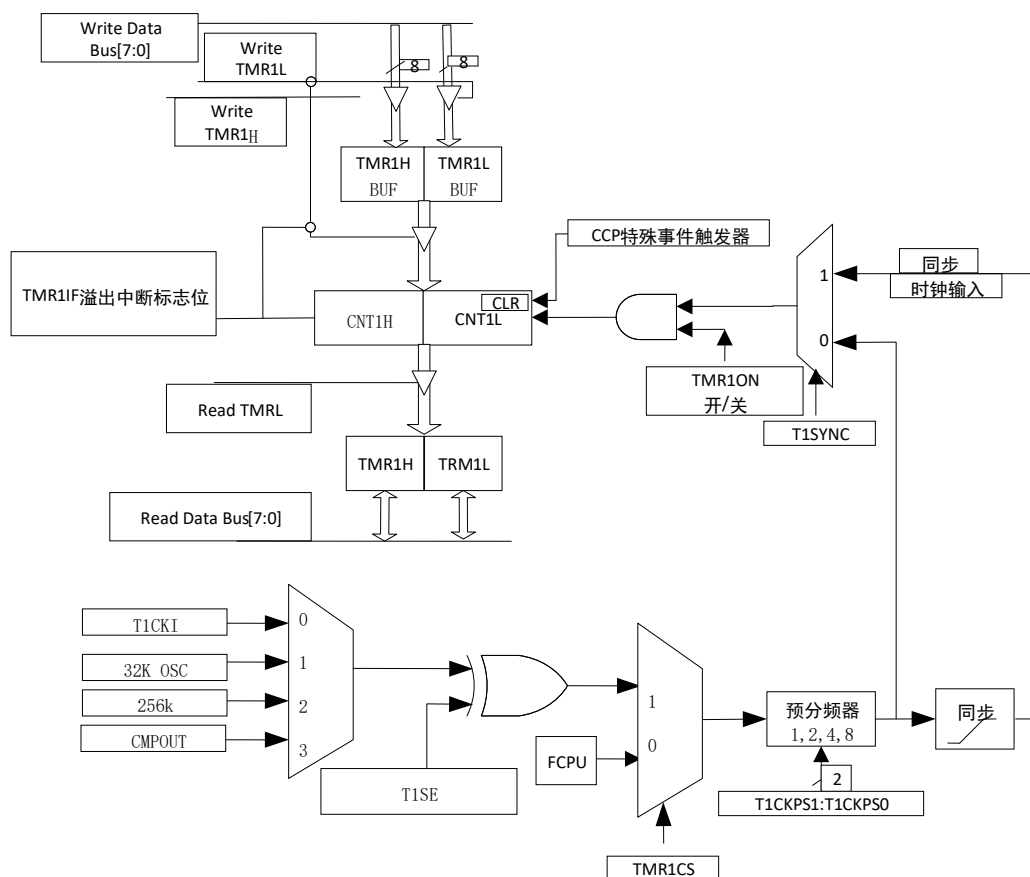 Write Data
Bus[7:0]
Write
TMR1L
8
8
Write
TMR1H
TMR1H
BUF
TMR1L
BUF
CCP特殊事件触发器
TMR1IF溢出中断标志位
CNT1H
CLR
CNT1L
1
0
同步
时钟输入
TMR1ON
开/关
T1SYNC
Read TMRL
TMR1H
TRM1L
Read Data Bus[7:0]
T1CKI
32K OSC
256k
CMPOUT
0
1
2
3
T1SE
FCPU
1
0
TMR1CS
预分频器
1,2,4,8
2
T1CKPS1:T1CKPS0
同步